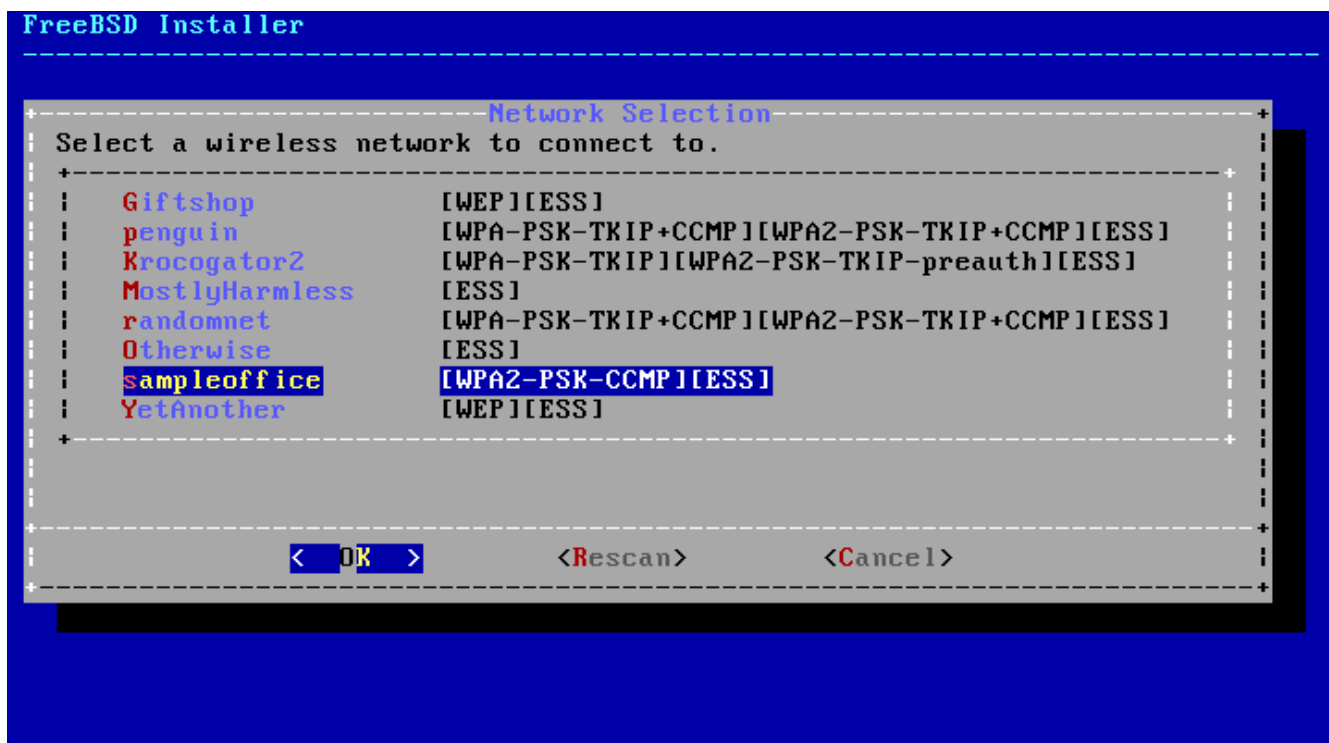 FreeBSD Installer
Network Selection
Select a wireless network to connect to.
Giftshop [WEP][ESS]
penguin [WPA-PSK-TKIP+CCMP][WPA2-PSK-TKIP+CCMP][ESS]
Krocogator2 [WPA-PSK-TKIP][WPA2-PSK-TKIP-preauth][ESS]
MostlyHarmless [ESS]
randomnet [WPA-PSK-TKIP+CCMP][WPA2-PSK-TKIP+CCMP][ESS]
Otherwise [ESS]
sampleoffice [WPA2-PSK-CCMP][ESS]
YetAnother [WEP][ESS]
< OK > <Rescan> <Cancel>